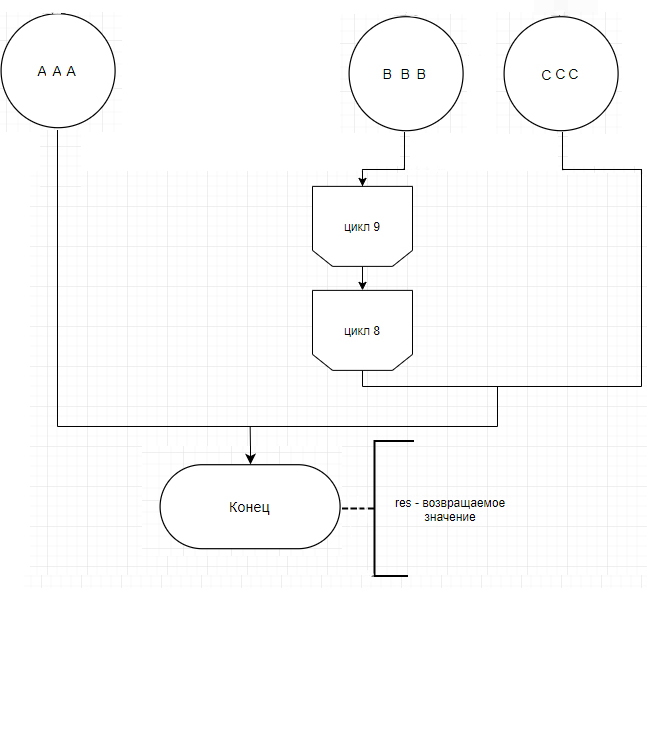 A A A
B B B
C C C
цикл 9
цикл 8
Конец
res - возвращаемое
значение